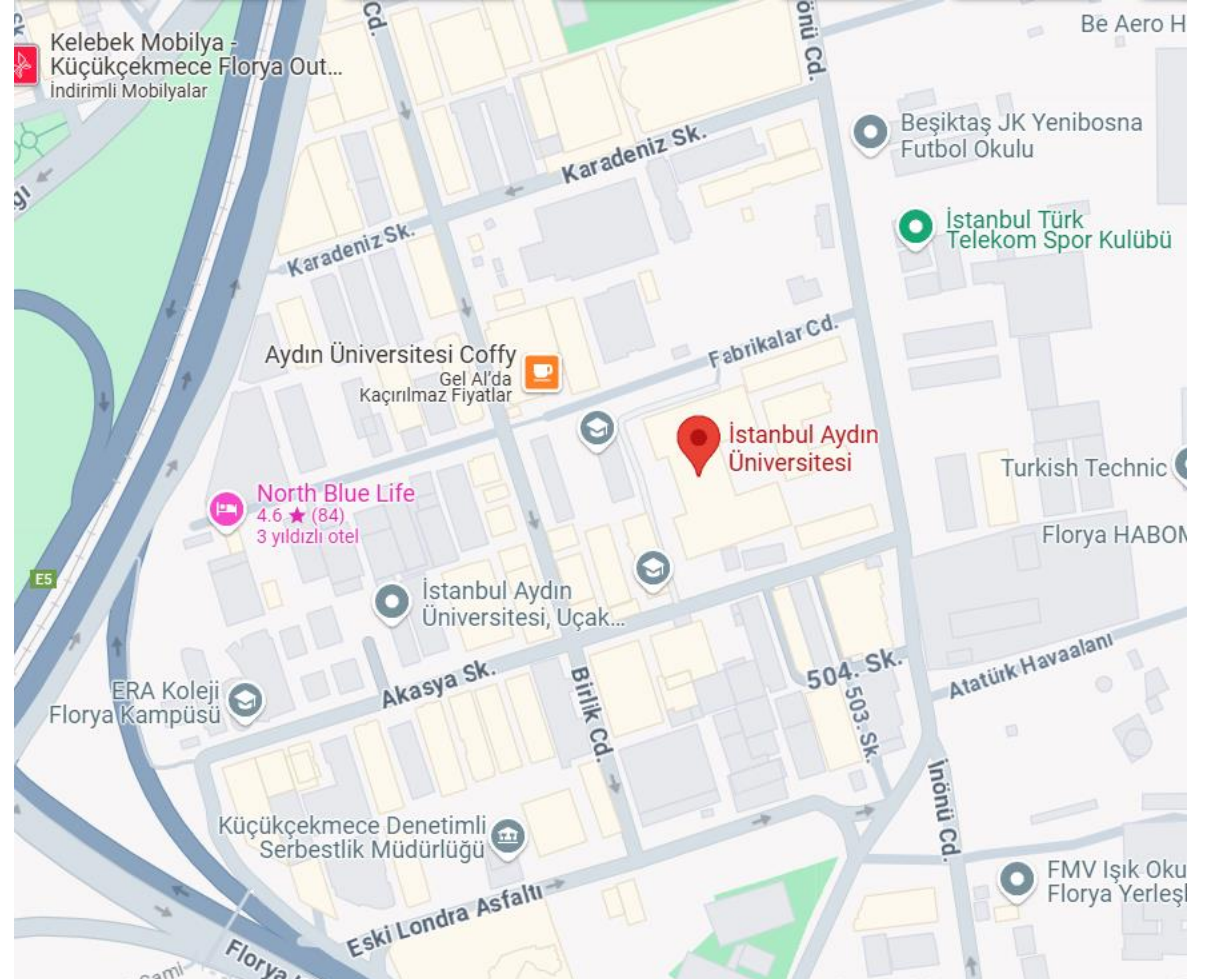 Sk
Cd.
önü Cd.
Be Aero H
Kelebek Mobilya -
Küçükçekmece Florya Out...
İndirimli Mobilyalar
Beşiktaş JK Yenibosna
Futbol Okulu
Karadeniz Sk.
İstanbul Türk
Telekom Spor Kulübü
Karadeniz Sk.
Fabrikalar Cd.
Aydın Üniversitesi Coffy
Gel Al'da
Kaçırılmaz Fiyatlar
İstanbul Aydın
Üniversitesi
Turkish Technic
North Blue Life
4.6 ★ (84)
3 yıldızlı otel
Florya HABOM
E5
İstanbul Aydın
Üniversitesi, Uçak...
Akasya Sk.
Birlik Cd.
504. Sk.
503. Sk.
Atatürk Havaalanı
ERA Koleji
Florya Kampüsü
İnönü Cd.
Küçükçekmece Denetimli
Serbestlik Müdürlüğü
FMV Işık Oku
Florya Yerleşk
Eski Londra Asfaltı
Florya
Cami